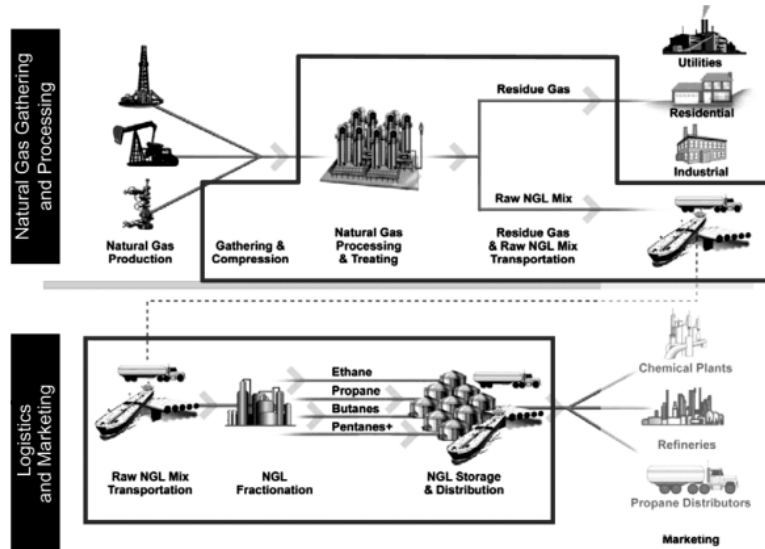 Natural Gas Gathering
and Processing
Utilities
Residue Gas
Residential
Industrial
Raw NGL Mix
Natural Gas
Production
Gathering &
Compression
Natural Gas
Processing
& Treating
Residue Gas
& Raw NGL Mix
Transportation
Logistics
and Marketing
Ethane
Propane
Butanes
Pentanes+
Chemical Plants
Refineries
Propane Distributors
Raw NGL Mix
Transportation
NGL
Fractionation
NGL Storage
& Distribution
Marketing